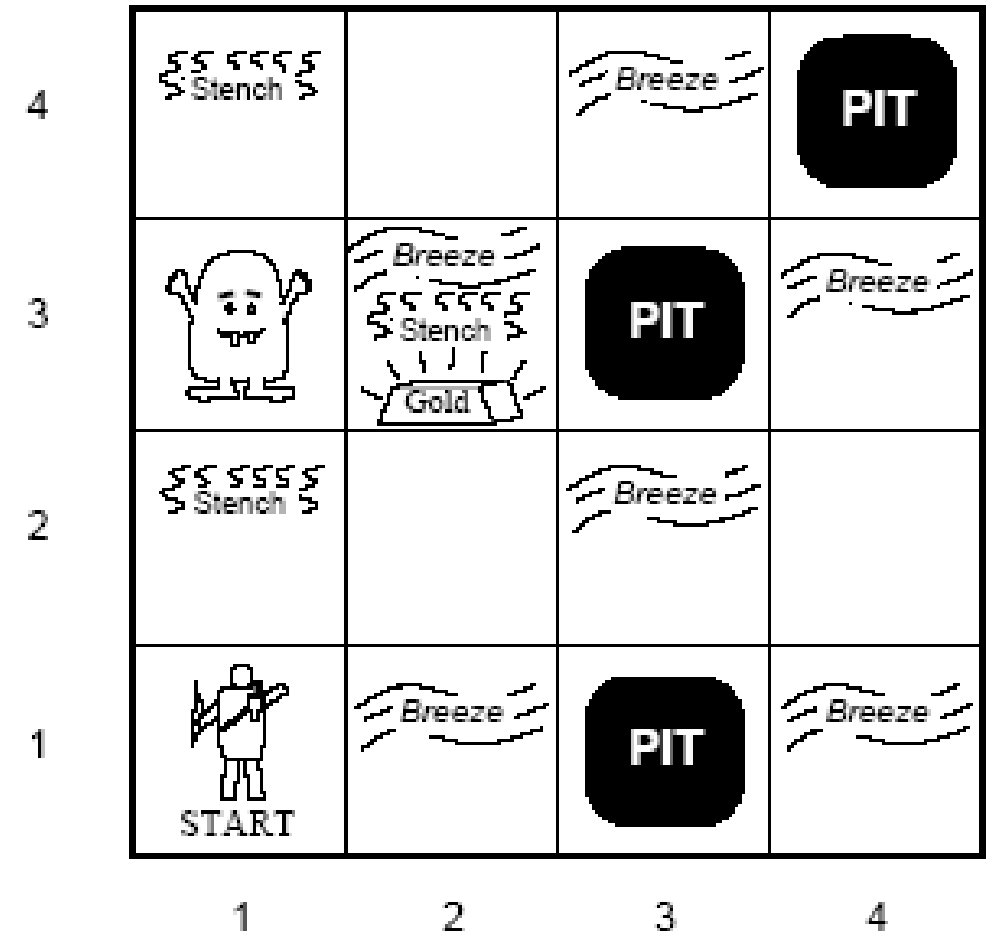 4
Stench
Breeze
PIT
3
Breeze
Stench
Gold
PIT
Breeze
2
Stench
Breeze
1
START
Breeze
PIT
Breeze
1 2 3 4